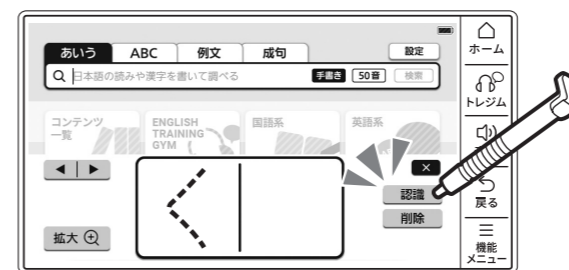 あいう ABC 例文 成句 設定
日本語の読みや漢字を書いて調べる 手書き 50音 検索
コンテンツ
一覧
ENGLISH
TRAINING
GYM
国語系
英語系
く
認識
削除
拡大
ホーム
トレジム
戻る
機能
メニュー